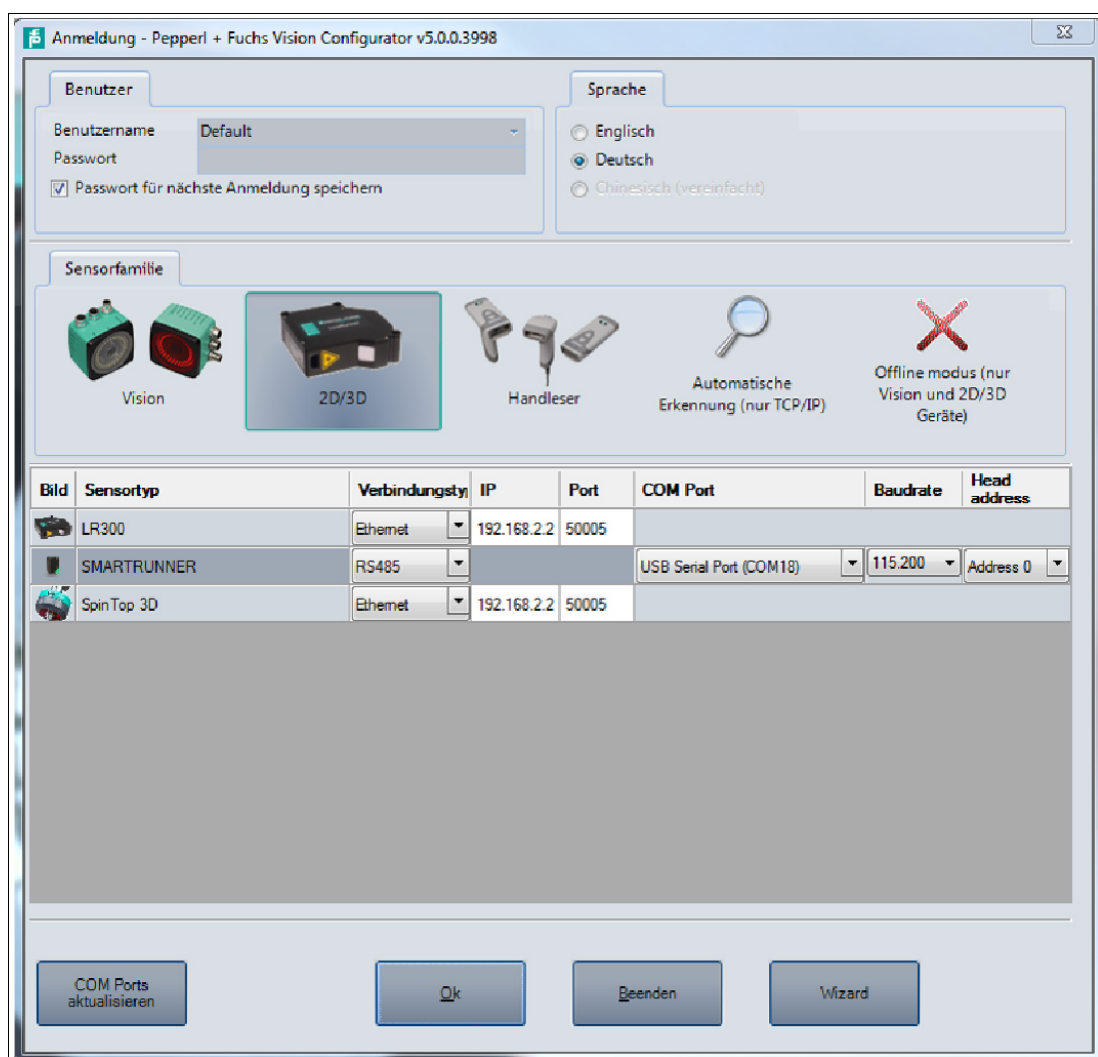 Anmeldung - Pepperl + Fuchs Vision Configurator v5.0.0.3998
Benutzer
Sprache
Benutzername Default
Passwort
Passwort für nächste Anmeldung speichern
Englisch
Deutsch
Chinesisch (vereinfacht)
Sensorfamilie
Vision
2D/3D
Handleser
Automatische
Erkennung (nur TCP/IP)
Offline modus (nur
Vision und 2D/3D
Geräte)
Bild Sensortyp Verbindungsty IP Port COM Port Baudrate Head
address
LR300 Ethernet 192.168.2.2 50005
SMARTRUNNER RS485 USB Serial Port (COM18) 115.200 Address 0
SpinTop 3D Ethernet 192.168.2.2 50005
COM Ports
aktualisieren
Ok
Beenden
Wizard